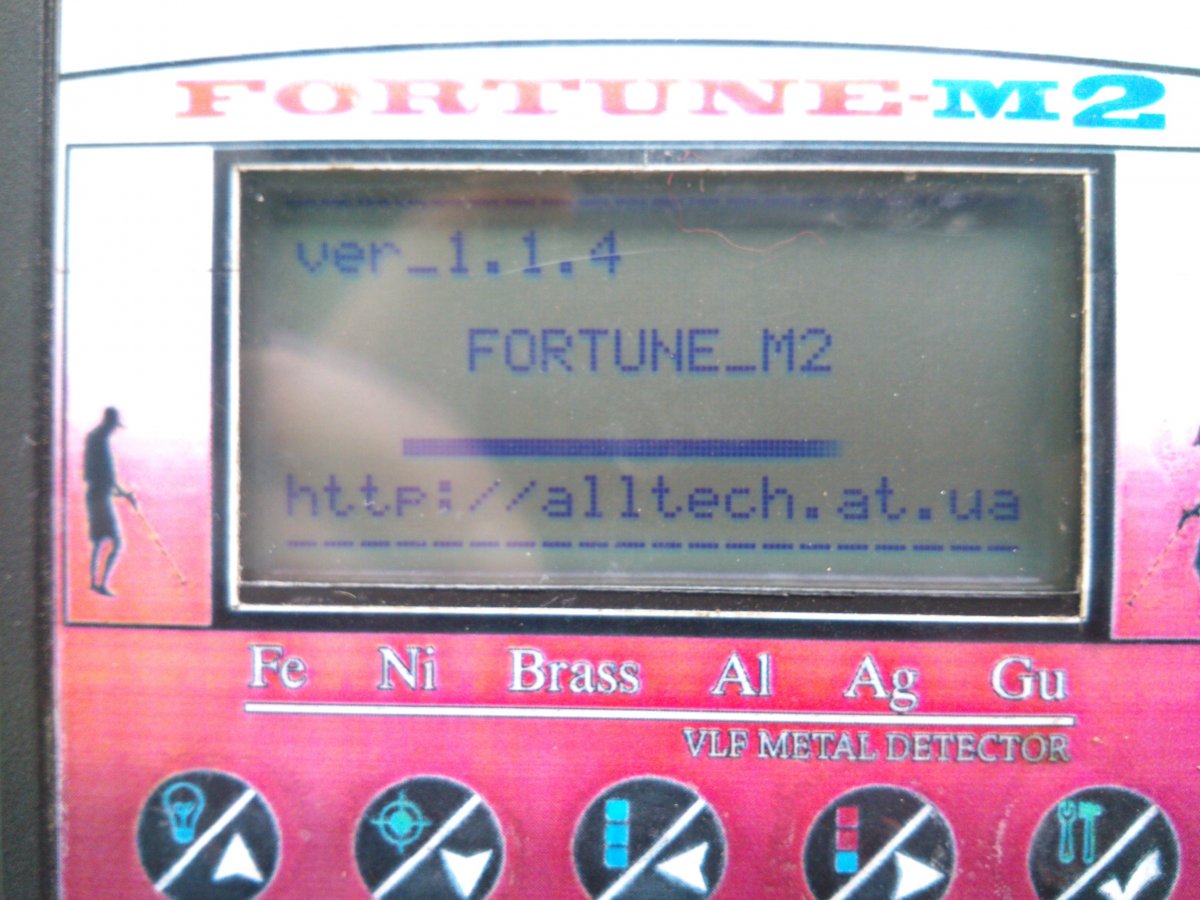 FORTUNE-M2
ver_1.1.4
FORTUNE_M2
http://alltech.at.ua
Fe Ni Brass Al Ag Gu
VLF METAL DETECTOR